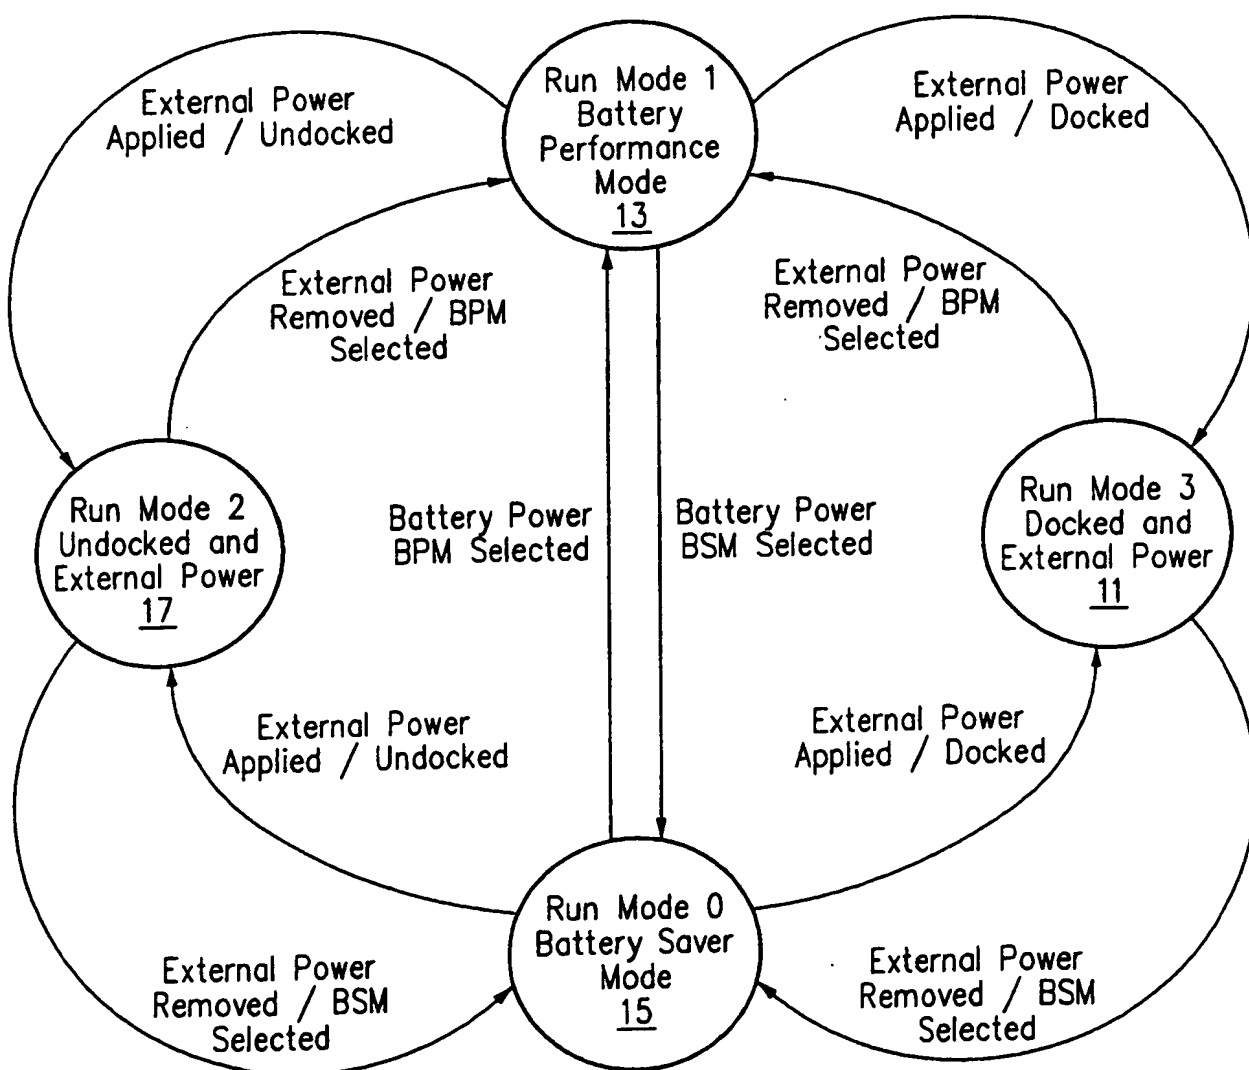 Run Mode 1
Battery
Performance
Mode
13
External Power
Applied / Undocked
External Power
Applied / Docked
External Power
Removed / BPM
Selected
External Power
Removed / BPM
Selected
Run Mode 2
Undocked and
External Power
17
Battery Power
BPM Selected
Battery Power
BSM Selected
Run Mode 3
Docked and
External Power
11
External Power
Applied / Undocked
External Power
Applied / Docked
Run Mode 0
Battery Saver
Mode
15
External Power
Removed / BSM
Selected
External Power
Removed / BSM
Selected